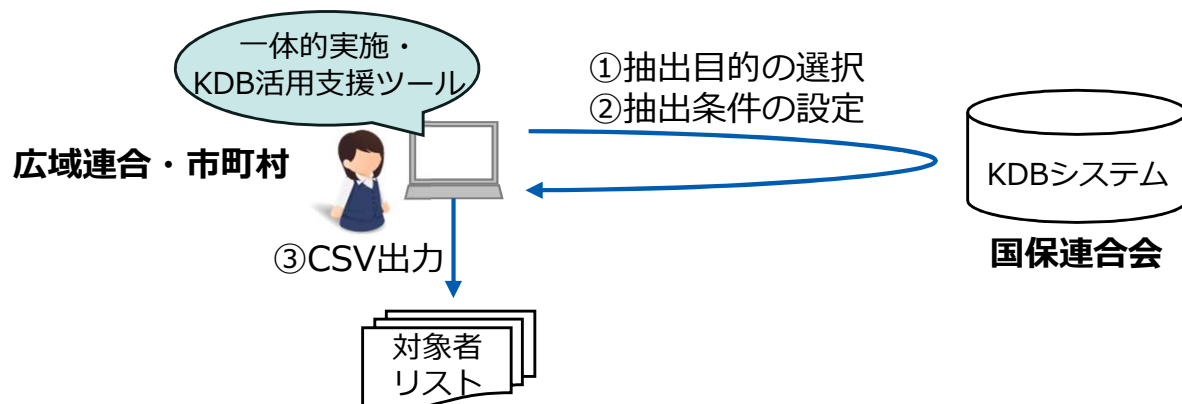 一体的実施・
KDB活用支援ツール
①抽出目的の選択
②抽出条件の設定
広域連合・市町村
KDBシステム
国保連合会
③CSV出力
対象者
リスト